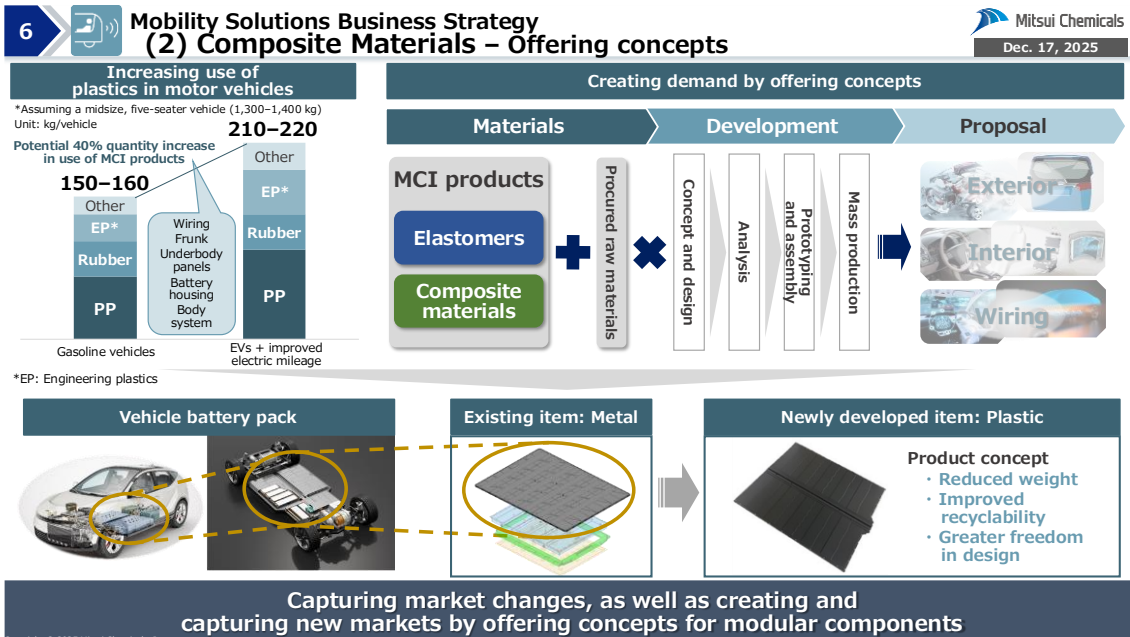 6
Mobility Solutions Business Strategy
(2) Composite Materials – Offering concepts
Mitsui Chemicals
Dec. 17, 2025
Increasing use of
plastics in motor vehicles
*Assuming a midsize, five-seater vehicle (1,300–1,400 kg)
Unit: kg/vehicle
Potential 40% quantity increase
in use of MCI products
150–160
Other
EP*
Rubber
PP
Gasoline vehicles
Wiring
Frunk
Underbody
panels
Battery
housing
Body
system
210–220
Other
EP*
Rubber
PP
EVs + improved
electric mileage
*EP: Engineering plastics
Creating demand by offering concepts
Materials
Development
Proposal
MCI products
Elastomers
Composite
materials
Procured raw materials
Concept and design
Analysis
Prototyping
and assembly
Mass production
Exterior
Interior
Wiring
Vehicle battery pack
Existing item: Metal
Newly developed item: Plastic
Product concept
・Reduced weight
・Improved
recyclability
・Greater freedom
in design
Capturing market changes, as well as creating and
capturing new markets by offering concepts for modular components